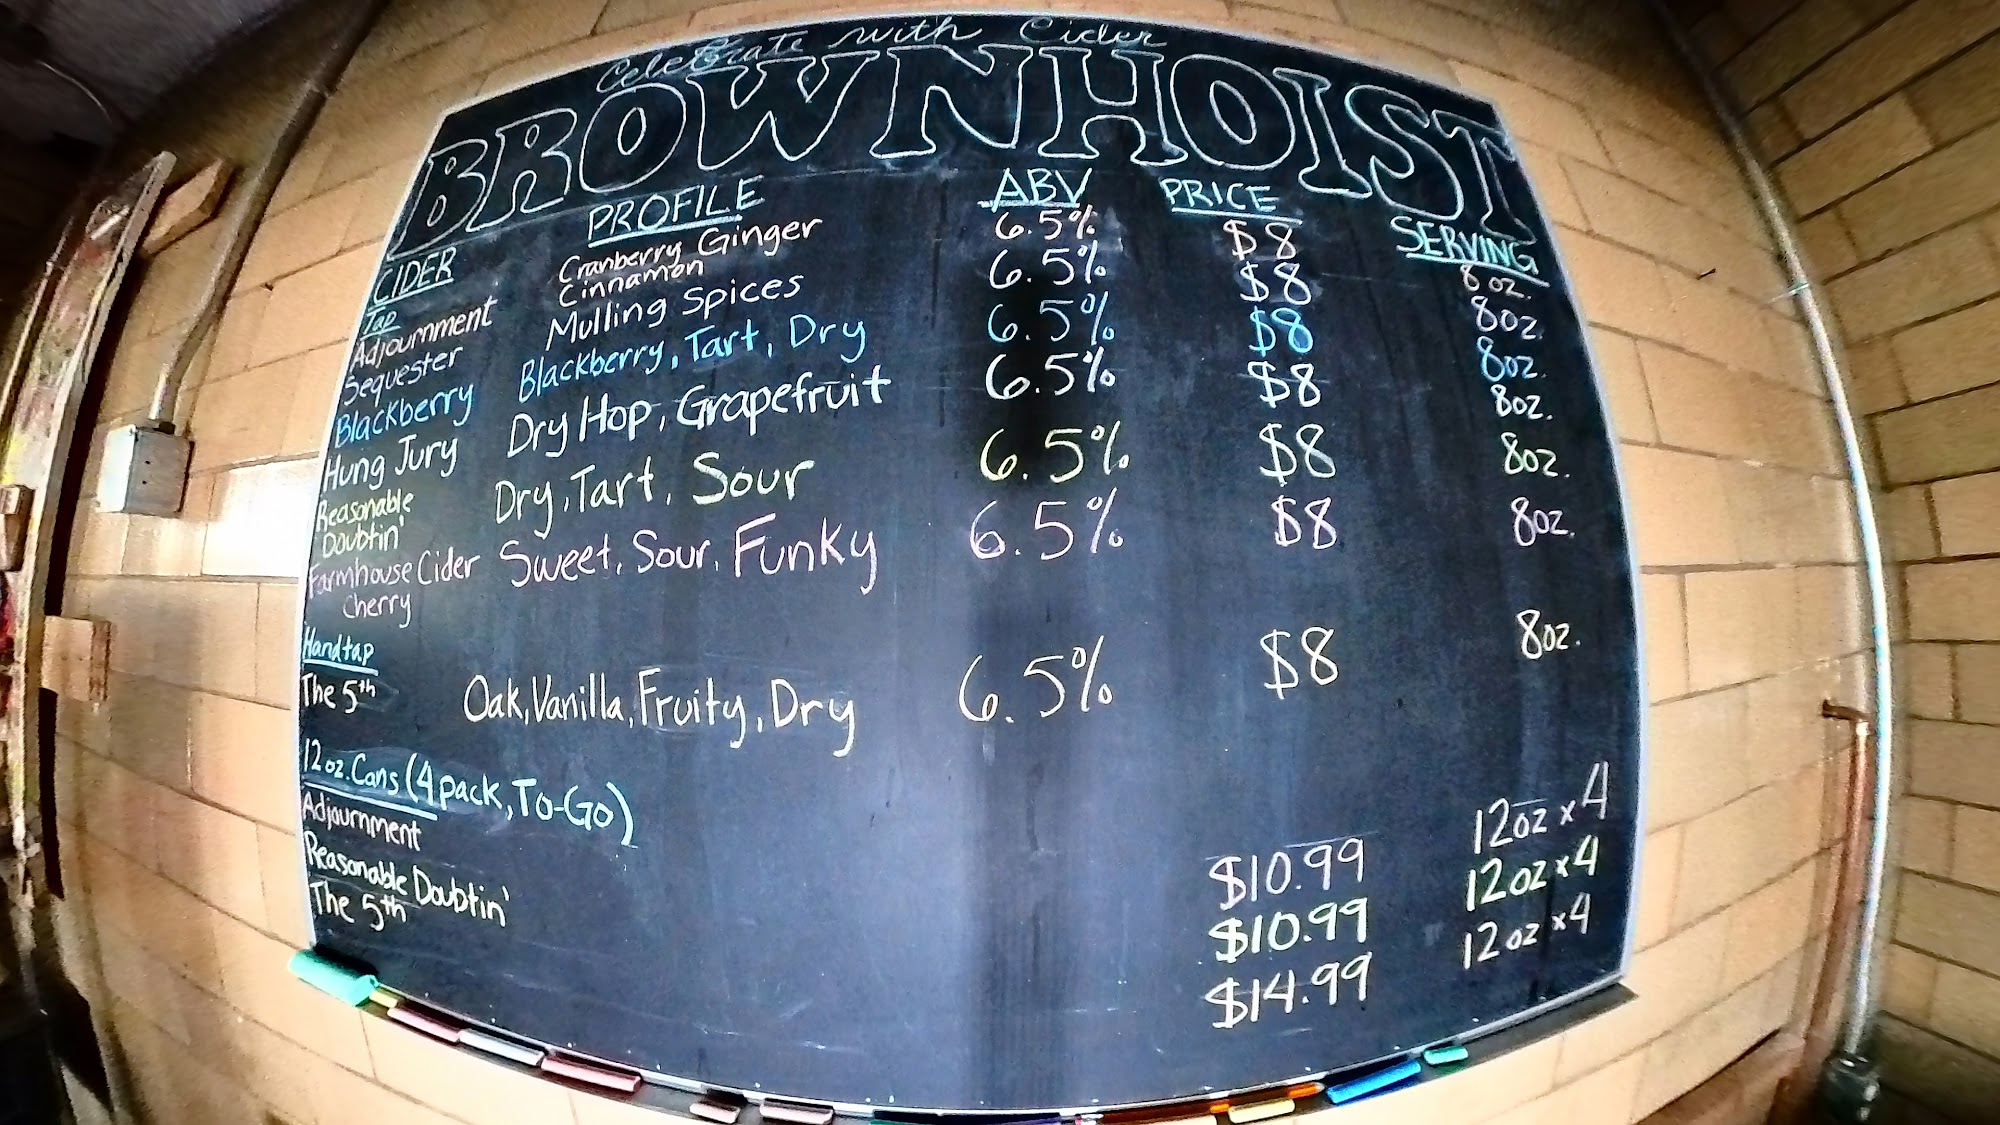 Celebrate with Cider
BROWNHOIST
CIDER PROFILE ABV PRICE SERVING
Tap
Adjournment Cranberry Ginger 6.5% $8 8oz.
Cinnamon
Sequester Mulling Spices 6.5% $8 8oz.
Blackberry Blackberry, Tart, Dry 6.5% $8 8oz.
Hung Jury Dry Hop, Grapefruit 6.5% $8 8oz.
Reasonable
Doubtin' Dry, Tart, Sour 6.5% $8 8oz.
Farmhouse Cider Sweet, Sour, Funky 6.5% $8 8oz.
Cherry
Handtap
The 5th Oak, Vanilla, Fruity, Dry 6.5% $8 8oz.
12oz. Cans (4 pack, To-Go)
Adjournment $10.99 12oz x 4
Reasonable Doubtin' $10.99 12oz x 4
The 5th $14.99 12oz x 4